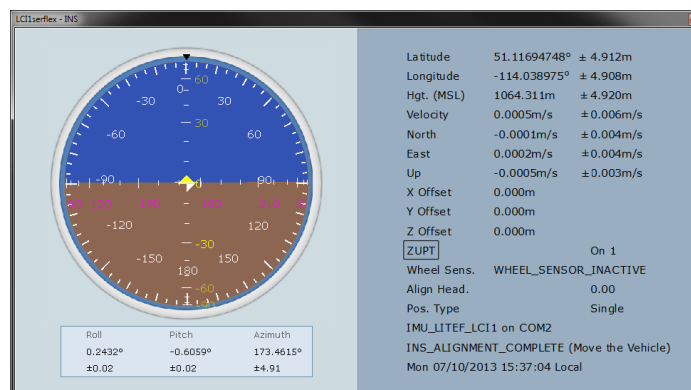 LCI1serflex - INS
60
0
-30
30
30
-60
60
-90
0
90
-120
120
-30
-150
150
180
-60
Roll Pitch Azimuth
0.2432° -0.6059° 173.4615°
±0.02 ±0.02 ±4.91
Latitude 51.11694748° ± 4.912m
Longitude -114.038975° ± 4.908m
Hgt. (MSL) 1064.311m ± 4.920m
Velocity 0.0005m/s ± 0.006m/s
North -0.0001m/s ± 0.004m/s
East 0.0002m/s ± 0.004m/s
Up -0.0005m/s ± 0.003m/s
X Offset 0.000m
Y Offset 0.000m
Z Offset 0.000m
ZUPT On 1
Wheel Sens. WHEEL_SENSOR_INACTIVE
Align Head. 0.00
Pos. Type Single
IMU_LITEF_LCI1 on COM2
INS_ALIGNMENT_COMPLETE (Move the Vehicle)
Mon 07/10/2013 15:37:04 Local